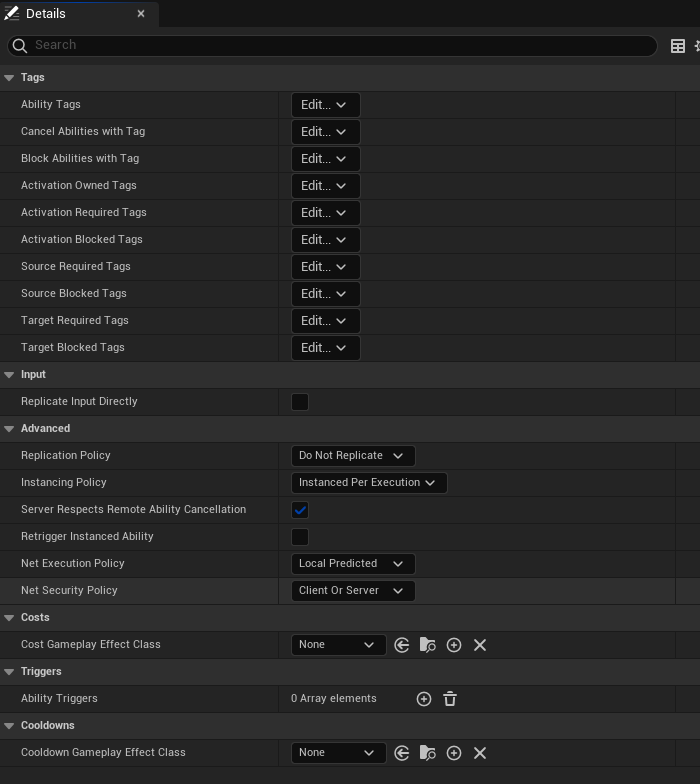 Details
Search
Tags
Ability Tags Edit...
Cancel Abilities with Tag Edit...
Block Abilities with Tag Edit...
Activation Owned Tags Edit...
Activation Required Tags Edit...
Activation Blocked Tags Edit...
Source Required Tags Edit...
Source Blocked Tags Edit...
Target Required Tags Edit...
Target Blocked Tags Edit...
Input
Replicate Input Directly
Advanced
Replication Policy Do Not Replicate
Instancing Policy Instanced Per Execution
Server Respects Remote Ability Cancellation
Retrigger Instanced Ability
Net Execution Policy Local Predicted
Net Security Policy Client Or Server
Costs
Cost Gameplay Effect Class None
Triggers
Ability Triggers 0 Array elements
Cooldowns
Cooldown Gameplay Effect Class None